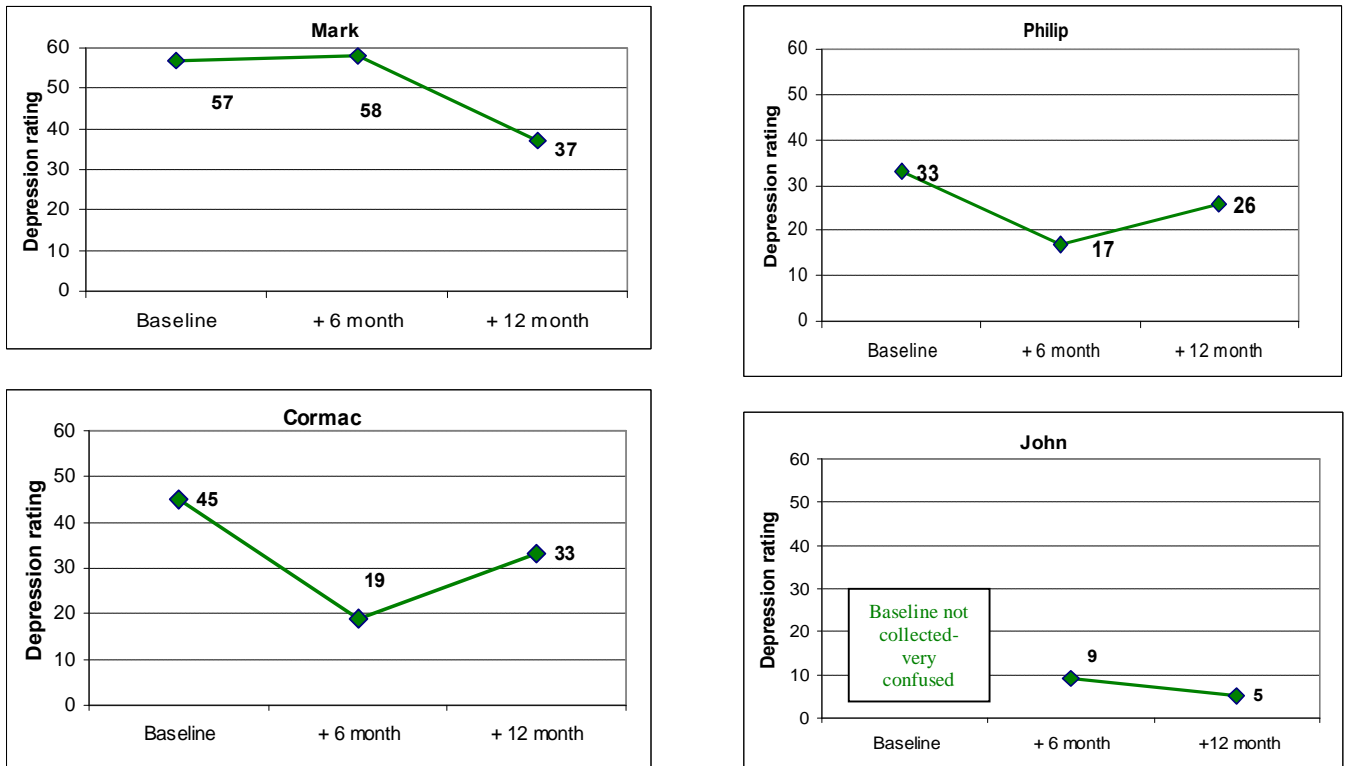 Mark
Depression rating
60
50
40
30
20
10
0
57
58
37
Baseline
+ 6 month
+ 12 month
Philip
Depression rating
60
50
40
30
20
10
0
33
17
26
Baseline
+ 6 month
+ 12 month
Cormac
Depression rating
60
50
40
30
20
10
0
45
19
33
Baseline
+ 6 month
+ 12 month
John
Depression rating
60
50
40
30
20
10
0
Baseline not
collected-
very
confused
9
5
Baseline
+ 6 month
+12 month